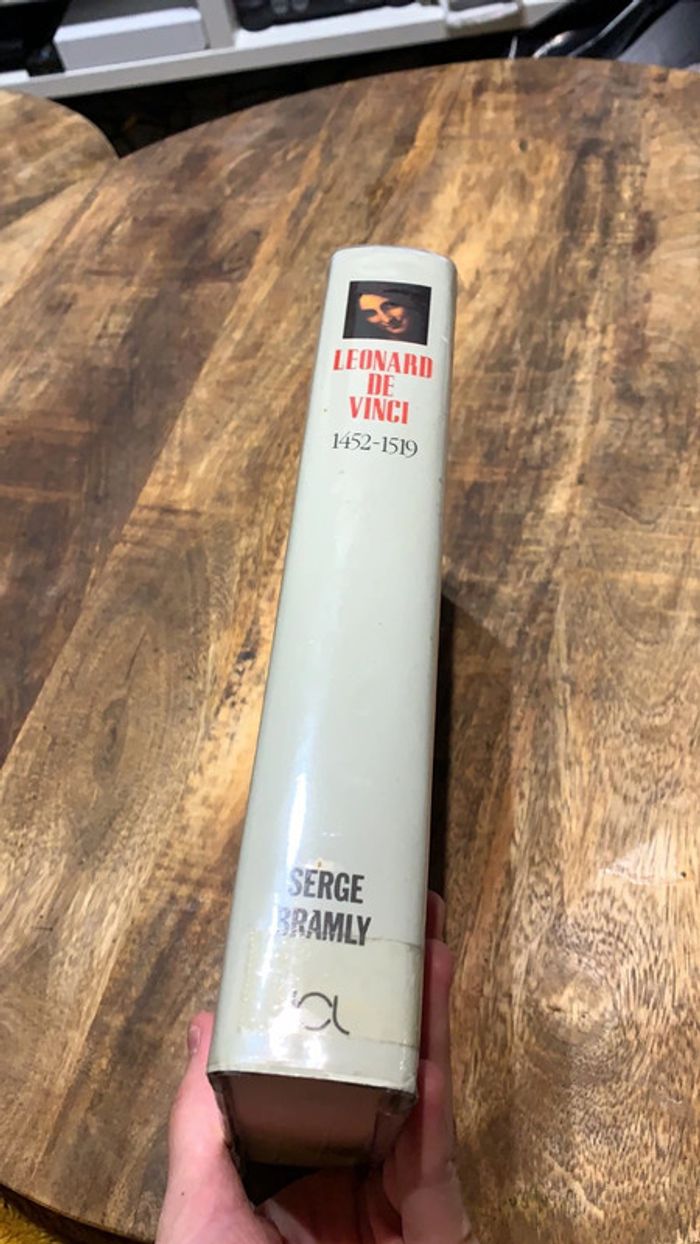 LEONARD
DE
VINCI
1452-1519
SERGE
BRAMLY